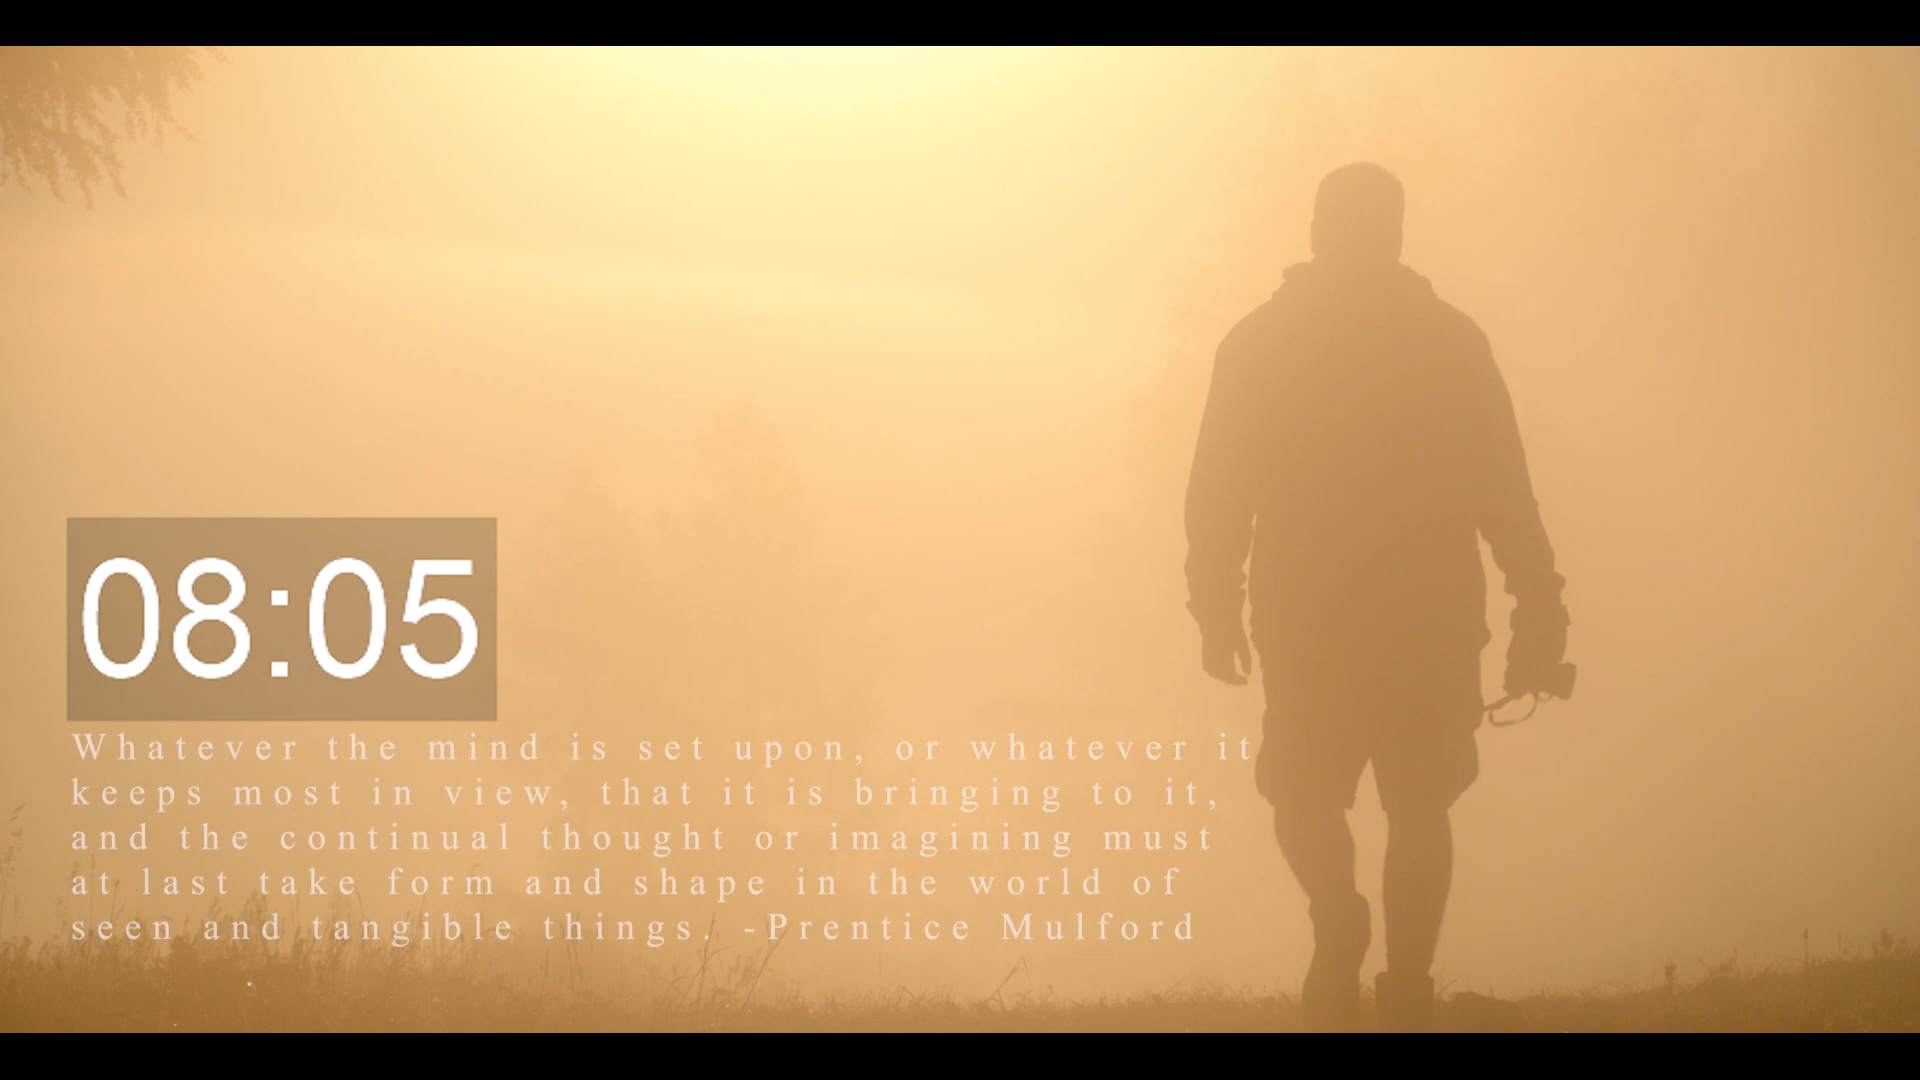 08:05
Whatever the mind is set upon, or whatever it
keeps most in view, that it is bringing to it,
and the continual thought or imagining must
at last take form and shape in the world of
seen and tangible things. -Prentice Mulford